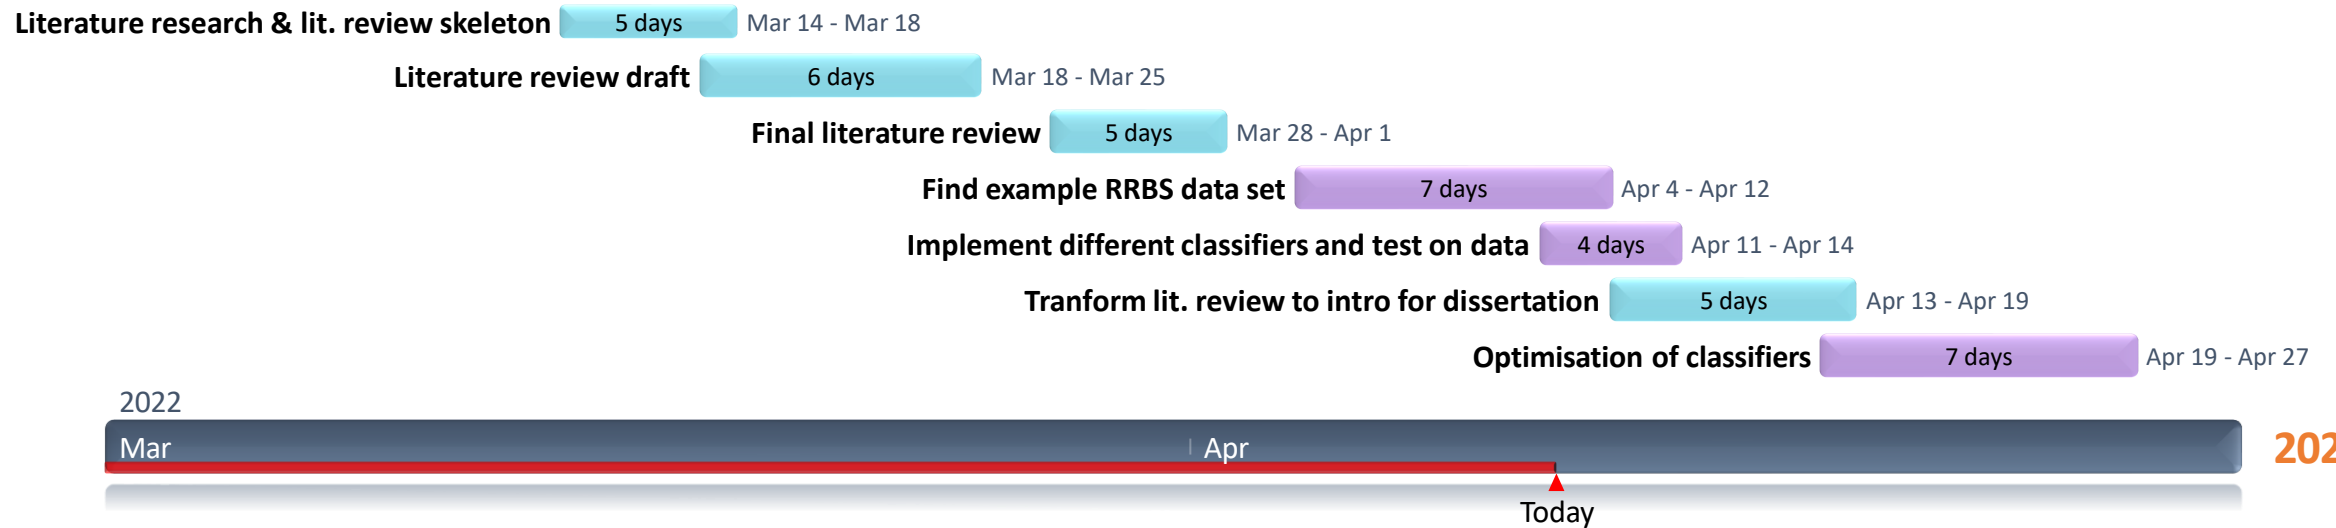 Literature research & lit. review skeleton 5 days Mar 14 - Mar 18
Literature review draft 6 days Mar 18 - Mar 25
Final literature review 5 days Mar 28 - Apr 1
Find example RRBS data set 7 days Apr 4 - Apr 12
Implement different classifiers and test on data 4 days Apr 11 - Apr 14
Tranform lit. review to intro for dissertation 5 days Apr 13 - Apr 19
Optimisation of classifiers 7 days Apr 19 - Apr 27
2022
Mar Apr
Today